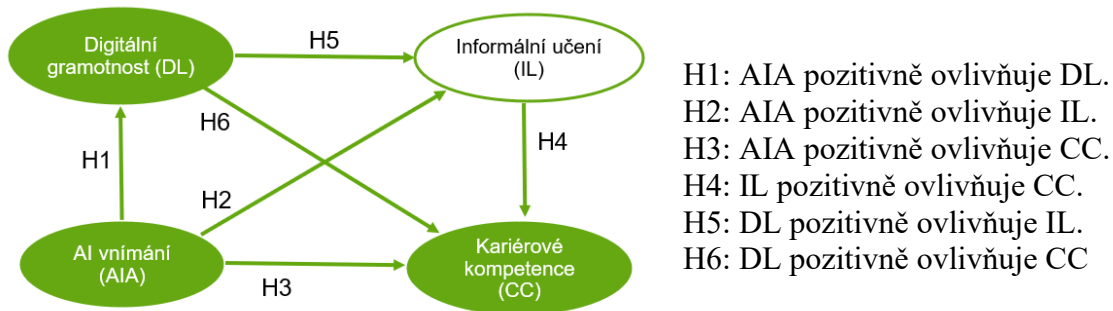 Digitální
gramotnost (DL)
H5
Informální učení
(IL)
H6
H1
H2
H4
AI vnímání
(AIA)
H3
Kariérové
kompetence
(CC)
H1: AIA pozitivně ovlivňuje DL.
H2: AIA pozitivně ovlivňuje IL.
H3: AIA pozitivně ovlivňuje CC.
H4: IL pozitivně ovlivňuje CC.
H5: DL pozitivně ovlivňuje IL.
H6: DL pozitivně ovlivňuje CC